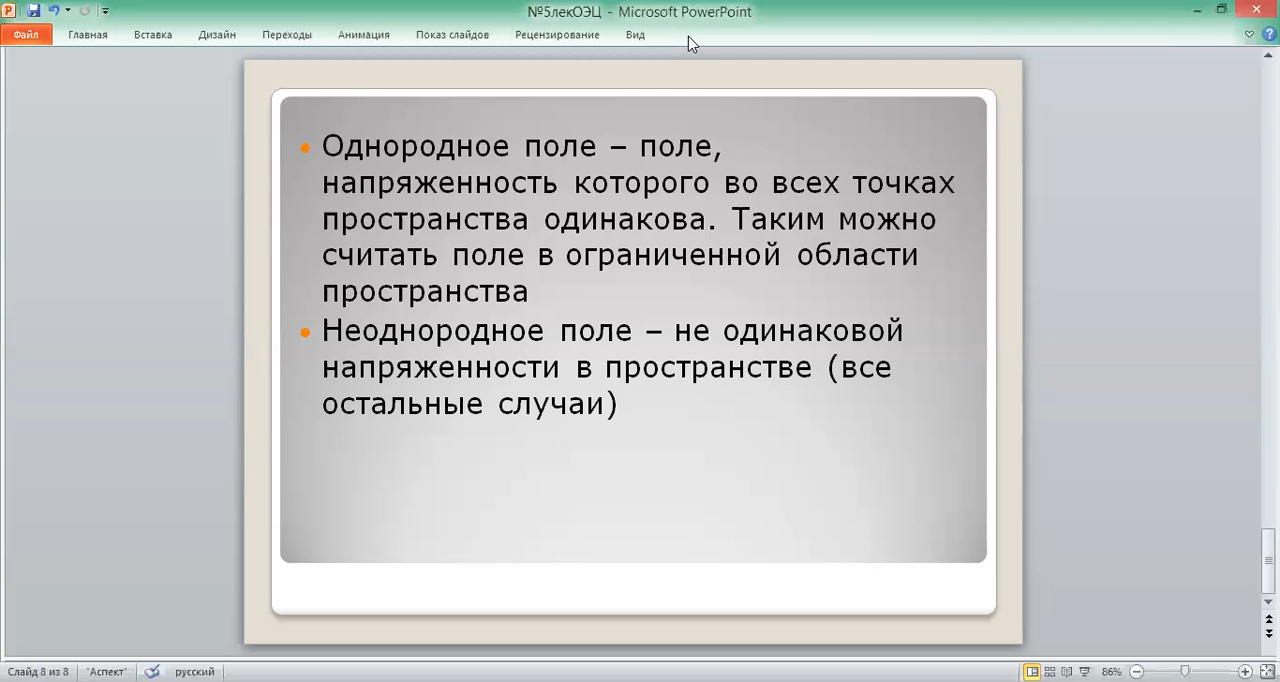 №5лекОЭЦ - Microsoft PowerPoint
Файл Главная Вставка Дизайн Переходы Анимация Показ слайдов Рецензирование Вид
• Однородное поле – поле,
напряженность которого во всех точках
пространства одинакова. Таким можно
считать поле в ограниченной области
пространства
• Неоднородное поле – не одинаковой
напряженности в пространстве (все
остальные случаи)
Слайд 8 из 8 "Аспект" русский 86%